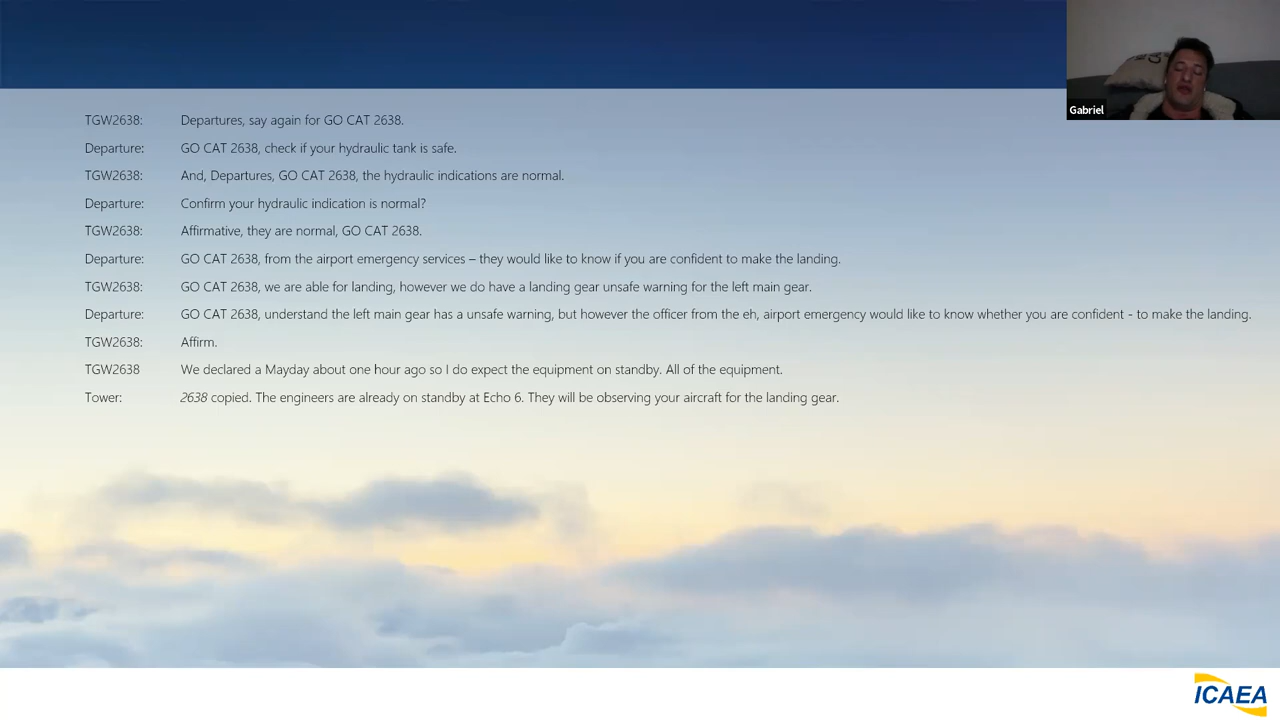 Gabriel
TGW2638: Departures, say again for GO CAT 2638.
Departure: GO CAT 2638, check if your hydraulic tank is safe.
TGW2638: And, Departures, GO CAT 2638, the hydraulic indications are normal.
Departure: Confirm your hydraulic indication is normal?
TGW2638: Affirmative, they are normal, GO CAT 2638.
Departure: GO CAT 2638, from the airport emergency services – they would like to know if you are confident to make the landing.
TGW2638: GO CAT 2638, we are able for landing, however we do have a landing gear unsafe warning for the left main gear.
Departure: GO CAT 2638, understand the left main gear has a unsafe warning, but however the officer from the eh, airport emergency would like to know whether you are confident - to make the landing.
TGW2638: Affirm.
TGW2638 We declared a Mayday about one hour ago so I do expect the equipment on standby. All of the equipment.
Tower: 2638 copied. The engineers are already on standby at Echo 6. They will be observing your aircraft for the landing gear.
ICAEA